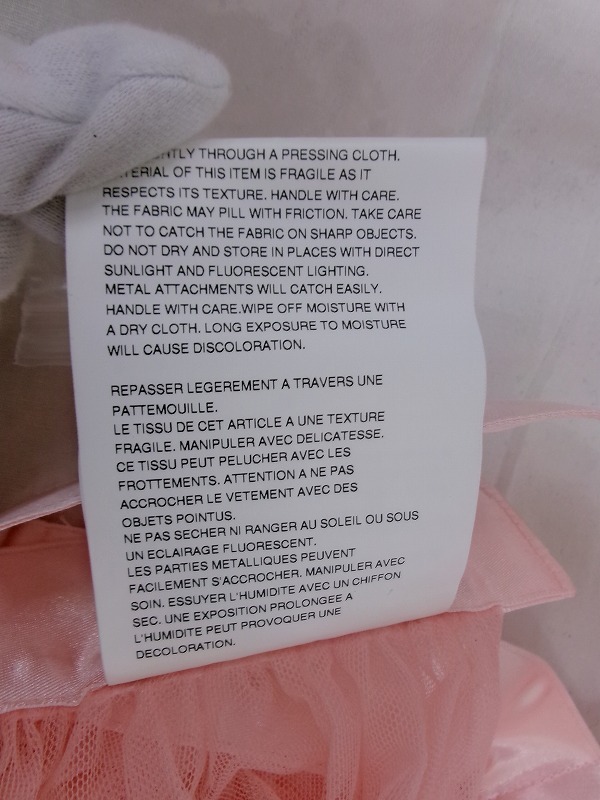 THROUGH A PRESSING CLOTH.
OF THIS ITEM IS FRAGILE AS IT
RESPECTS ITS TEXTURE. HANDLE WITH CARE.
THE FABRIC MAY PILL WITH FRICTION. TAKE CARE
NOT TO CATCH THE FABRIC ON SHARP OBJECTS.
DO NOT DRY AND STORE IN PLACES WITH DIRECT
SUNLIGHT AND FLUORESCENT LIGHTING.
METAL ATTACHMENTS WILL CATCH EASILY.
HANDLE WITH CARE.WIPE OFF MOISTURE WITH
A DRY CLOTH. LONG EXPOSURE TO MOISTURE
WILL CAUSE DISCOLORATION.
REPASSER LEGEREMENT A TRAVERS UNE
PATTEMOUILLE.
LE TISSU DE CET ARTICLE A UNE TEXTURE
FRAGILE. MANIPULER AVEC DELICATESSE.
CE TISSU PEUT PELUCHER AVEC LES
FROTTEMENTS. ATTENTION A NE PAS
ACCROCHER LE VETEMENT AVEC DES
OBJETS POINTUS.
NE PAS SECHER NI RANGER AU SOLEIL OU SOUS
UN ECLAIRAGE FLUORESCENT.
LES PARTIES METALLIQUES PEUVENT
FACILEMENT S'ACCROCHER. MANIPULER AVEC
SOIN. ESSUYER L'HUMIDITE AVEC UN CHIFFON
SEC. UNE EXPOSITION PROLONGEE A
L'HUMIDITE PEUT PROVOQUER UNE
DECOLORATION.